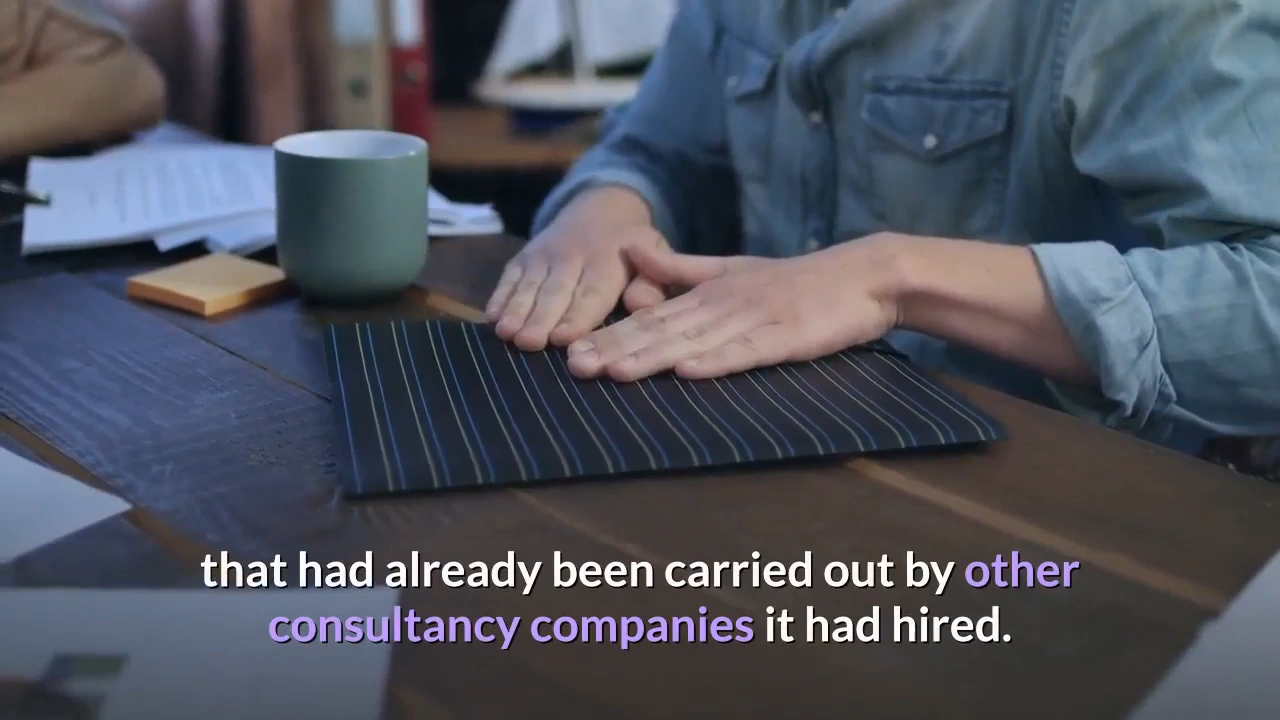 that had already been carried out by other
consultancy companies it had hired.